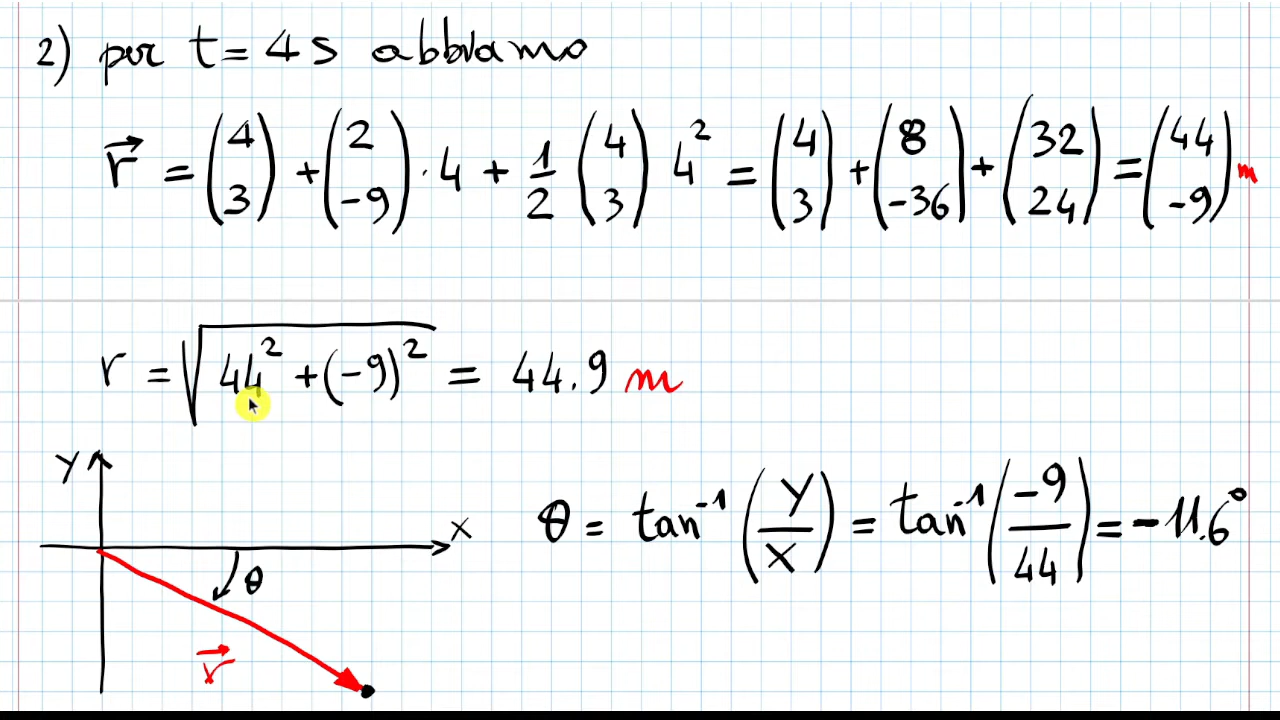 2) per t = 4 s abbiamo
r⃗ = (4 3) + (2 -9) · 4 + 1/2 (4 3) 4² = (4 3) + (8 -36) + (32 24) = (44 -9) m
r = √(44² + (-9)²) = 44.9 m
y
x
θ
r⃗
θ = tan⁻¹ (y/x) = tan⁻¹ (-9/44) = -11.6°